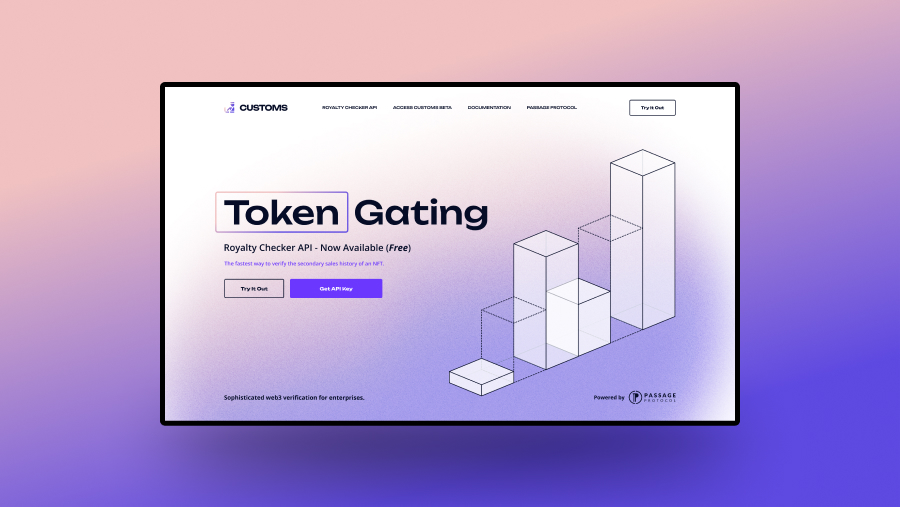 CUSTOMS
ROYALTY CHECKER API
ACCESS CUSTOMS BETA
DOCUMENTATION
PASSAGE PROTOCOL
Try It Out
Token Gating
Royalty Checker API - Now Available (Free)
The fastest way to verify the secondary sales history of an NFT.
Try It Out
Get API Key
Sophisticated web3 verification for enterprises.
Powered by
PASSAGE
PROTOCOL